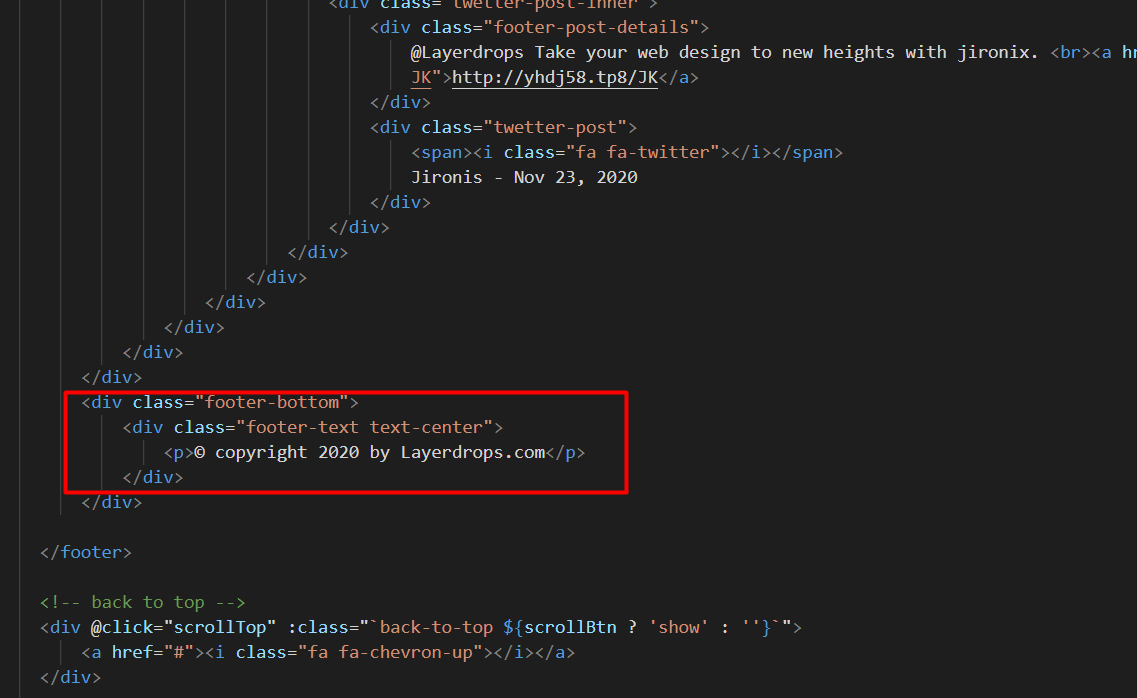 <div class="twetter-post-inner">
<div class="footer-post-details">
@Layerdrops Take your web design to new heights with jironix. <br><a hr
JK">http://yhdj58.tp8/JK</a>
</div>
<div class="twetter-post">
<span><i class="fa fa-twitter"></i></span>
Jironis - Nov 23, 2020
</div>
</div>
</div>
</div>
</div>
</div>
</div>
</div>
<div class="footer-bottom">
<div class="footer-text text-center">
<p>© copyright 2020 by Layerdrops.com</p>
</div>
</div>
</footer>
<!-- back to top -->
<div @click="scrollTop" :class="`back-to-top ${scrollBtn ? 'show' : ''}`">
<a href="#"><i class="fa fa-chevron-up"></i></a>
</div>